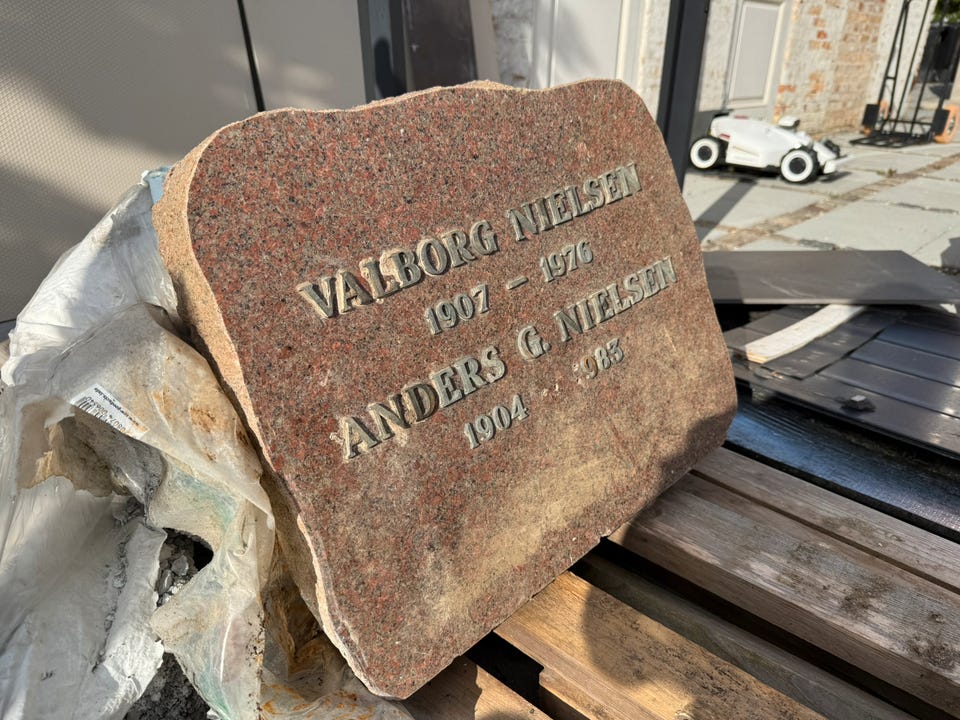 VALBORG NIELSEN
1907 – 1976
ANDERS G. NIELSEN
1904 983